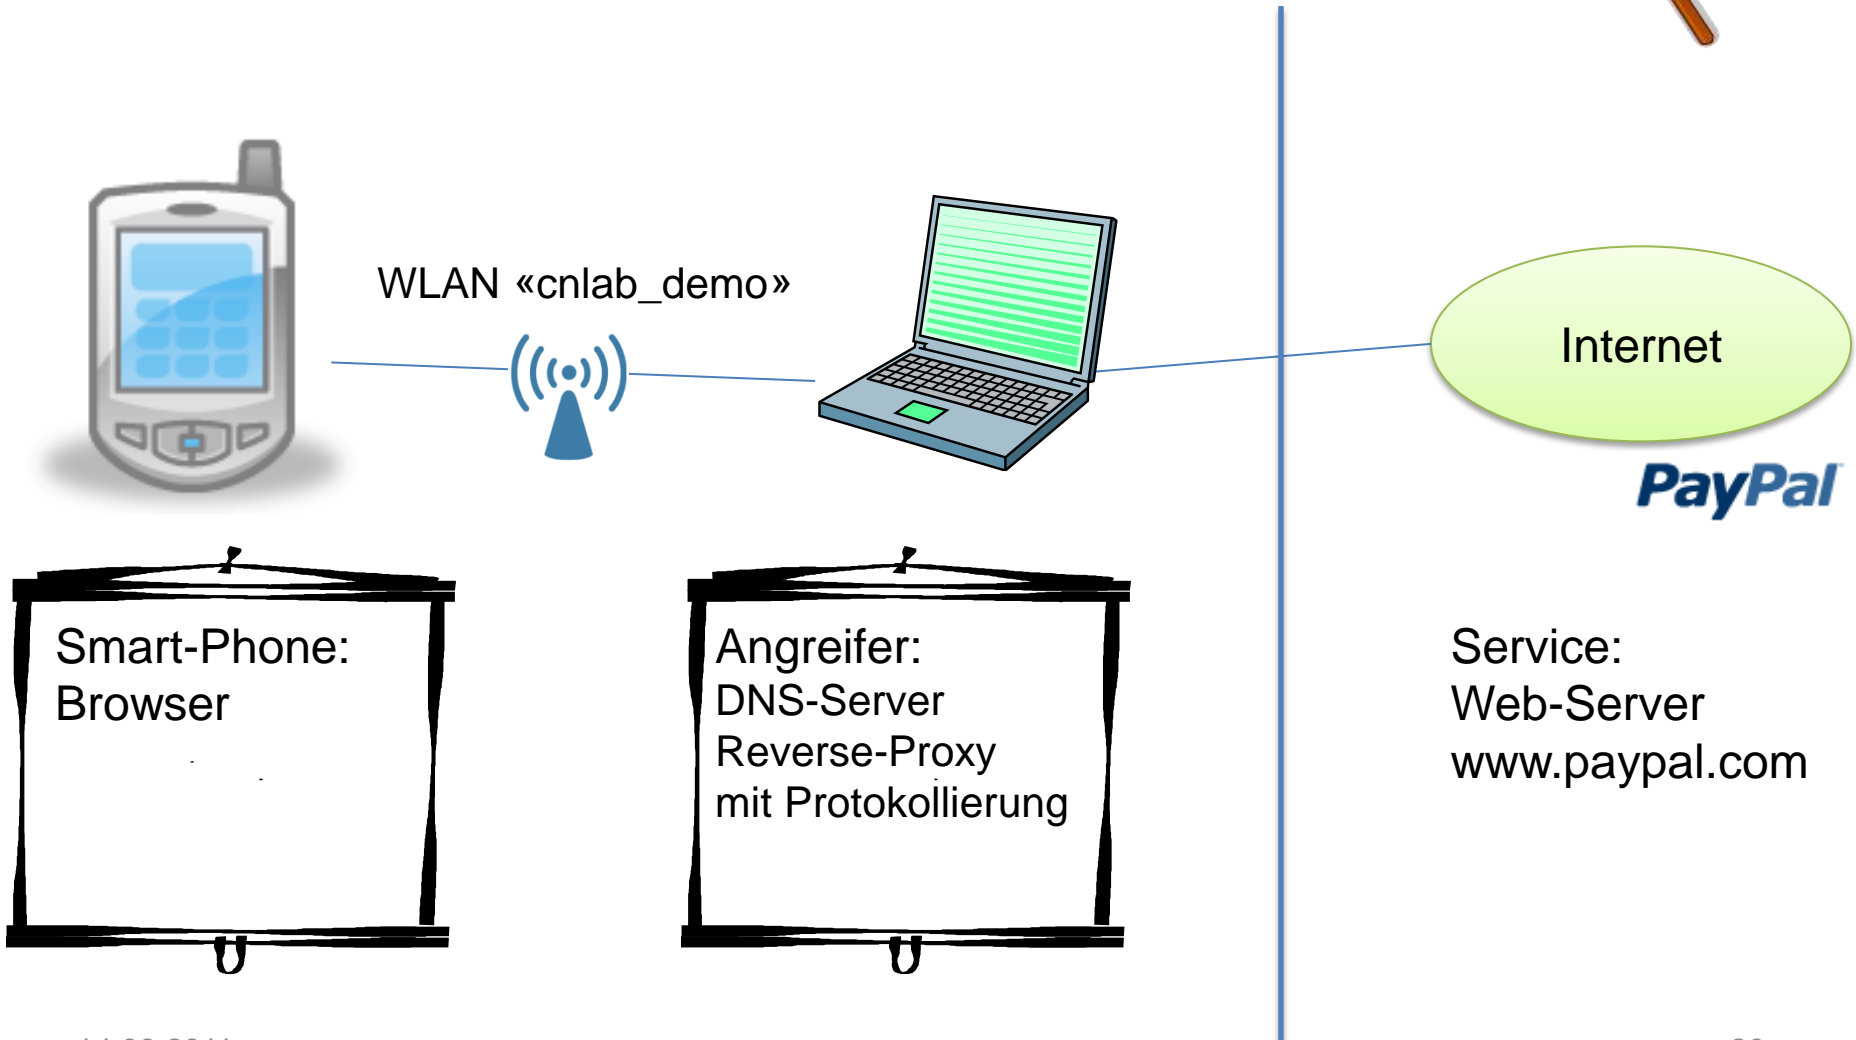 WLAN «cnlab_demo»
Internet
PayPal
Smart-Phone:
Browser
Angreifer:
DNS-Server
Reverse-Proxy
mit Protokollierung
Service:
Web-Server
www.paypal.com